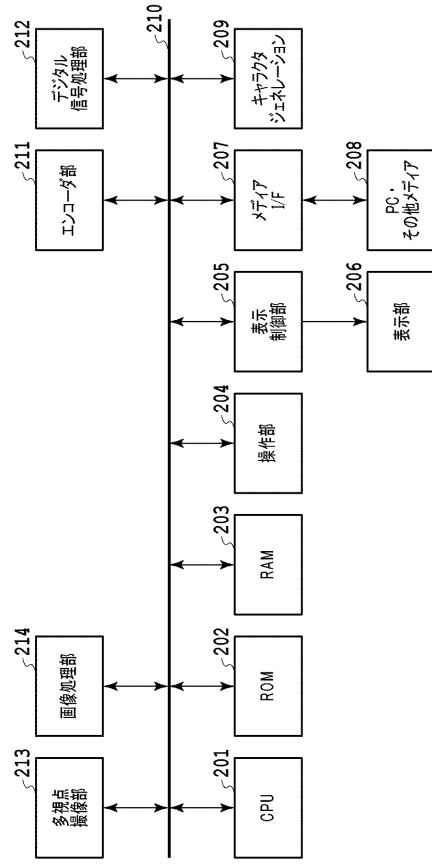 213
多視点
撮像部
214
画像処理部
211
エンコーダ部
212
デジタル
信号処理部
210
201
CPU
202
ROM
203
RAM
204
操作部
205
表示
制御部
207
メディア
I/F
209
キャラクタ
ジェネレーション
206
表示部
208
PC・
その他メディア